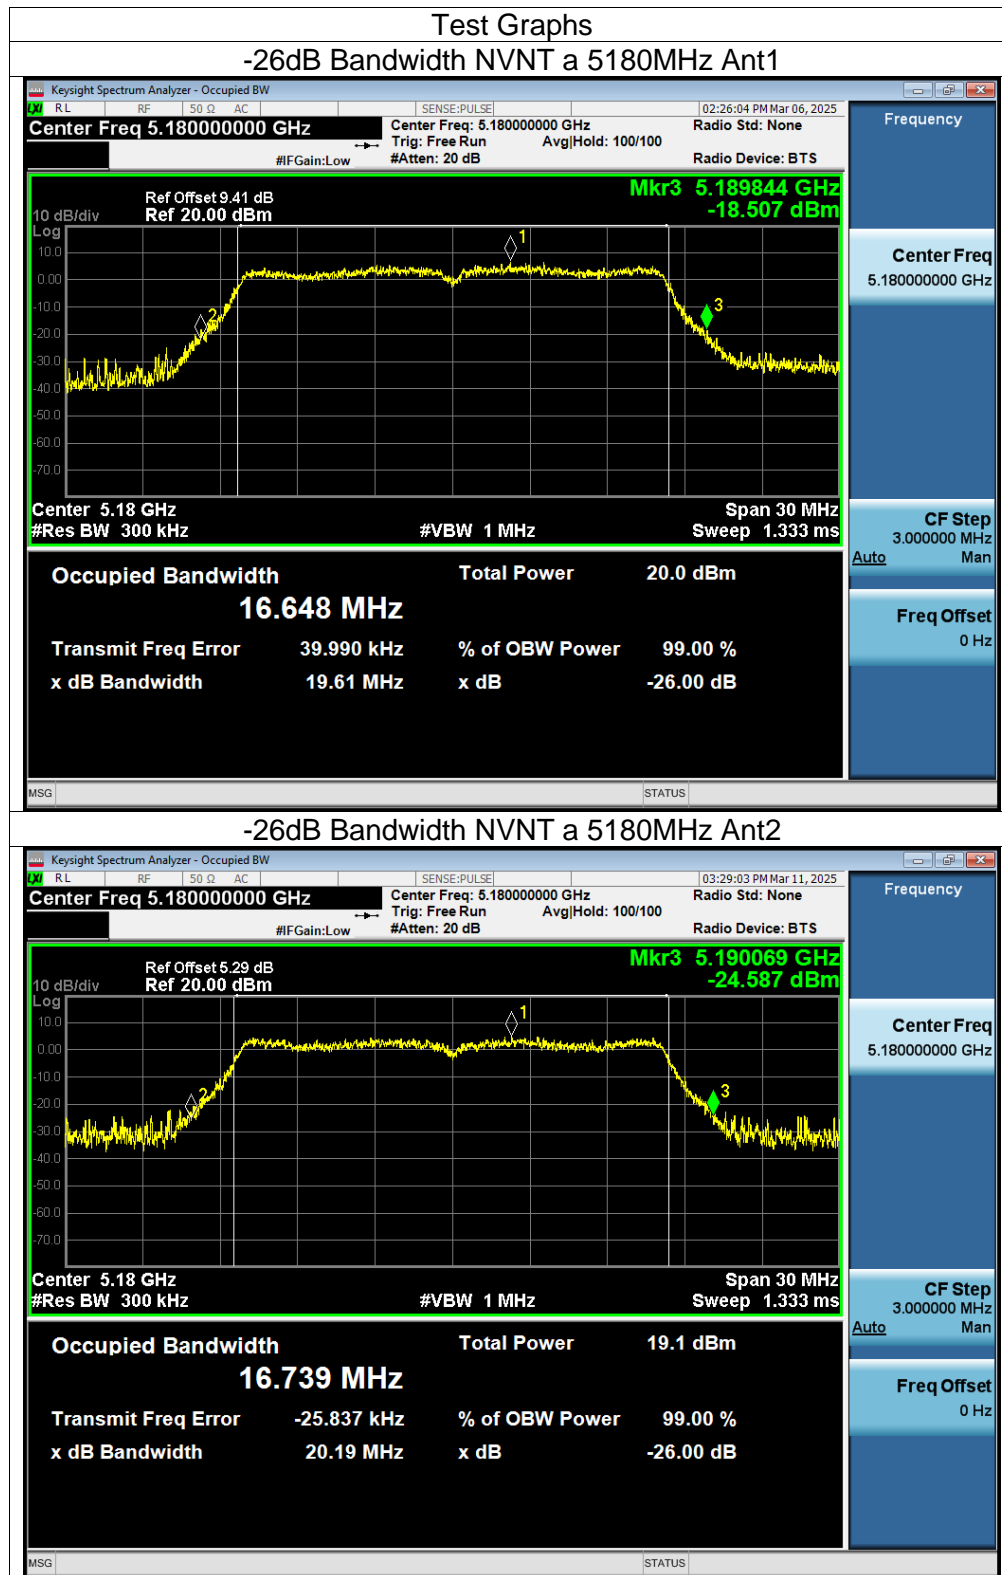 Test Graphs
-26dB Bandwidth NVNT a 5180MHz Ant1
Keysight Spectrum Analyzer - Occupied BW
LXI RL RF 50 Ω AC SENSE:PULSE 02:26:04 PM Mar 06, 2025
Center Freq 5.180000000 GHz Center Freq: 5.180000000 GHz Radio Std: None Frequency
Trig: Free Run Avg|Hold: 100/100
#IFGain:Low #Atten: 20 dB Radio Device: BTS
Mkr3 5.189844 GHz
Ref Offset 9.41 dB
10 dB/div Ref 20.00 dBm -18.507 dBm
Log
1
10.0
Center Freq
5.180000000 GHz
0.00
-10.0
2 3
-20.0
-30.0
-40.0
-50.0
-60.0
-70.0
Center 5.18 GHz Span 30 MHz
#Res BW 300 kHz #VBW 1 MHz Sweep 1.333 ms
CF Step
3.000000 MHz
Auto Man
Occupied Bandwidth Total Power 20.0 dBm
16.648 MHz
Freq Offset
0 Hz
Transmit Freq Error 39.990 kHz % of OBW Power 99.00 %
x dB Bandwidth 19.61 MHz x dB -26.00 dB
MSG STATUS
-26dB Bandwidth NVNT a 5180MHz Ant2
Keysight Spectrum Analyzer - Occupied BW
LXI RL RF 50 Ω AC SENSE:PULSE 03:29:03 PM Mar 11, 2025
Center Freq 5.180000000 GHz Center Freq: 5.180000000 GHz Radio Std: None Frequency
Trig: Free Run Avg|Hold: 100/100
#IFGain:Low #Atten: 20 dB Radio Device: BTS
Mkr3 5.190069 GHz
Ref Offset 5.29 dB
10 dB/div Ref 20.00 dBm -24.587 dBm
Log
1
10.0
Center Freq
5.180000000 GHz
0.00
-10.0
2 3
-20.0
-30.0
-40.0
-50.0
-60.0
-70.0
Center 5.18 GHz Span 30 MHz
#Res BW 300 kHz #VBW 1 MHz Sweep 1.333 ms
CF Step
3.000000 MHz
Auto Man
Occupied Bandwidth Total Power 19.1 dBm
16.739 MHz
Freq Offset
0 Hz
Transmit Freq Error -25.837 kHz % of OBW Power 99.00 %
x dB Bandwidth 20.19 MHz x dB -26.00 dB
MSG STATUS